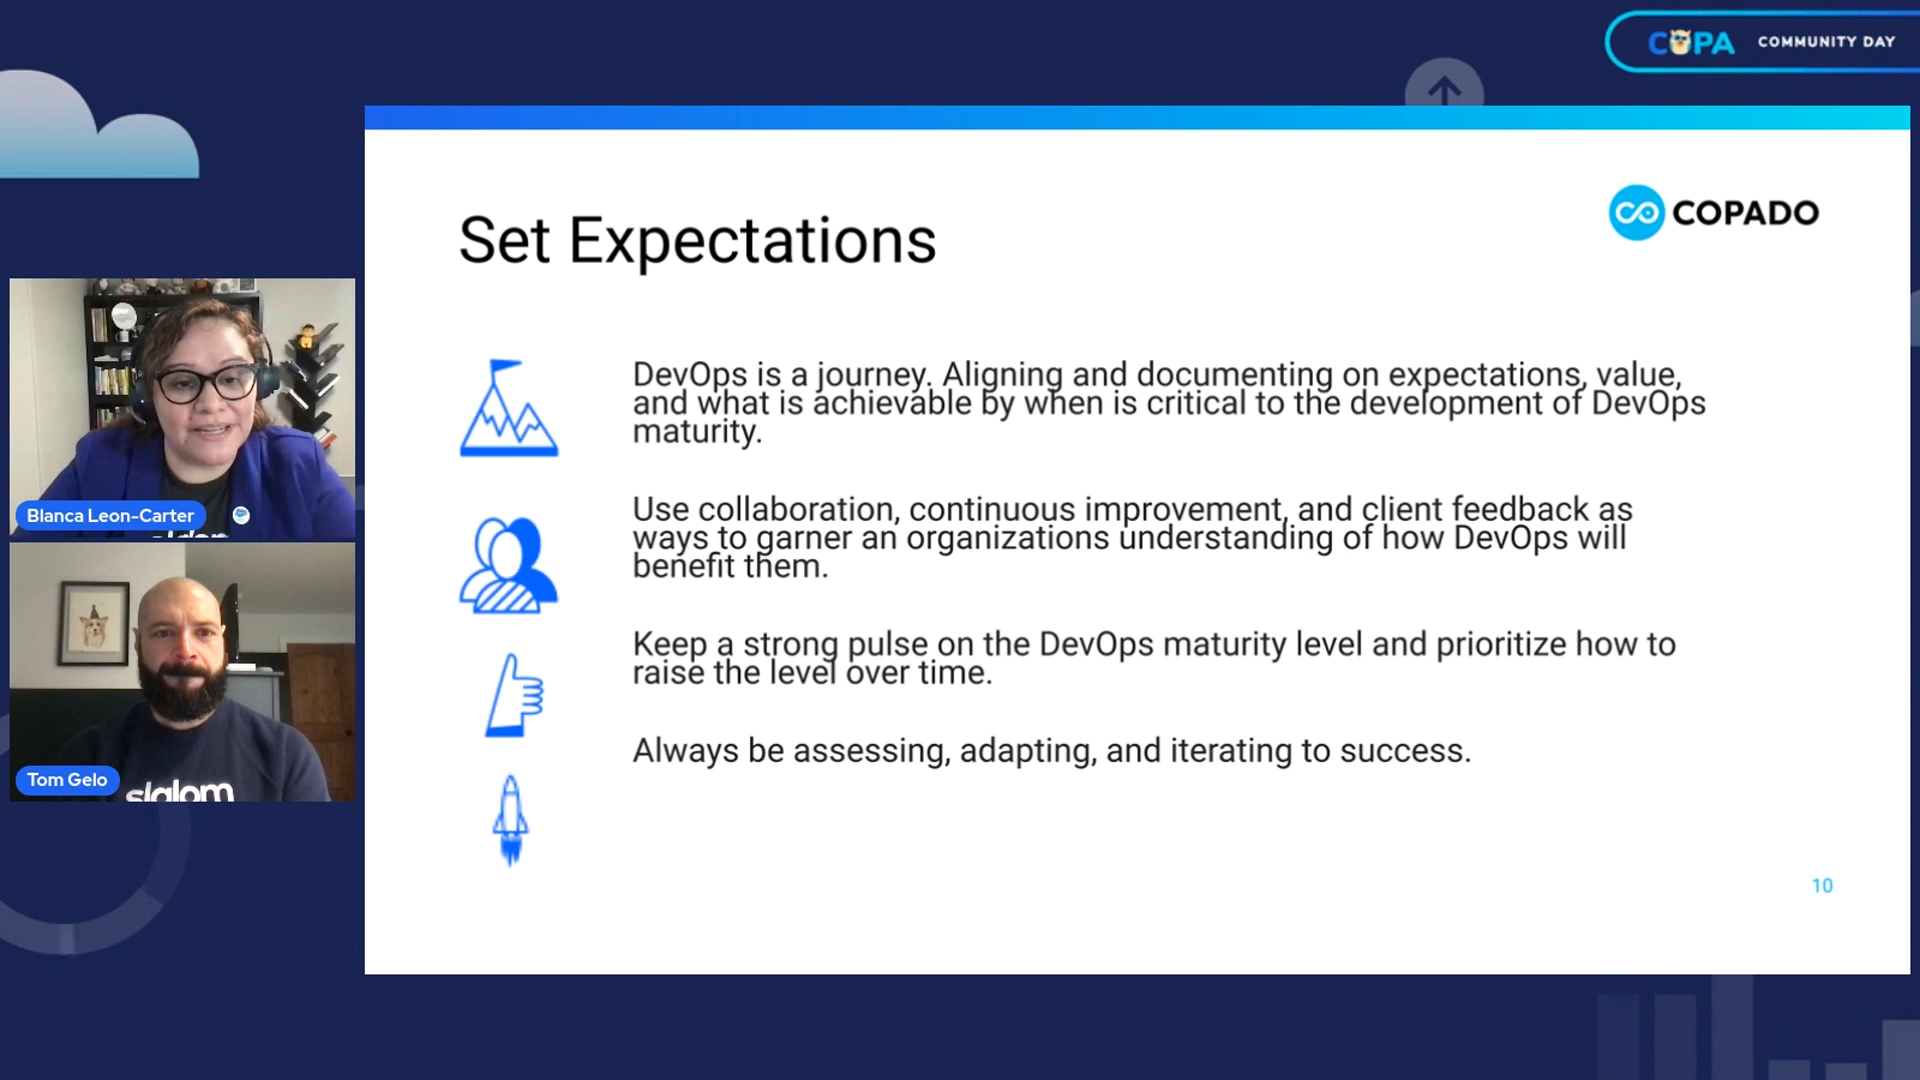 COPA COMMUNITY DAY
COPADO
Set Expectations
DevOps is a journey. Aligning and documenting on expectations, value,
and what is achievable by when is critical to the development of DevOps
maturity.
Use collaboration, continuous improvement, and client feedback as
ways to garner an organizations understanding of how DevOps will
benefit them.
Keep a strong pulse on the DevOps maturity level and prioritize how to
raise the level over time.
Always be assessing, adapting, and iterating to success.
10
Blanca Leon-Carter
Tom Gelo
slalom